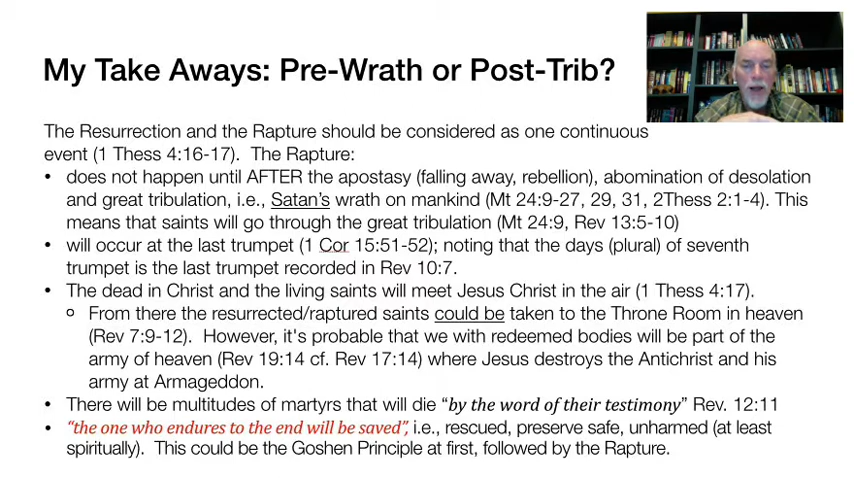 My Take Aways: Pre-Wrath or Post-Trib?
The Resurrection and the Rapture should be considered as one continuous
event (1 Thess 4:16-17).  The Rapture:
• does not happen until AFTER the apostasy (falling away, rebellion), abomination of desolation
and great tribulation, i.e., Satan's wrath on mankind (Mt 24:9-27, 29, 31, 2Thess 2:1-4). This
means that saints will go through the great tribulation (Mt 24:9, Rev 13:5-10)
• will occur at the last trumpet (1 Cor 15:51-52); noting that the days (plural) of seventh
trumpet is the last trumpet recorded in Rev 10:7.
• The dead in Christ and the living saints will meet Jesus Christ in the air (1 Thess 4:17).
o From there the resurrected/raptured saints could be taken to the Throne Room in heaven
(Rev 7:9-12).  However, it's probable that we with redeemed bodies will be part of the
army of heaven (Rev 19:14 cf. Rev 17:14) where Jesus destroys the Antichrist and his
army at Armageddon.
• There will be multitudes of martyrs that will die “by the word of their testimony” Rev. 12:11
• “the one who endures to the end will be saved”, i.e., rescued, preserve safe, unharmed (at least
spiritually).  This could be the Goshen Principle at first, followed by the Rapture.